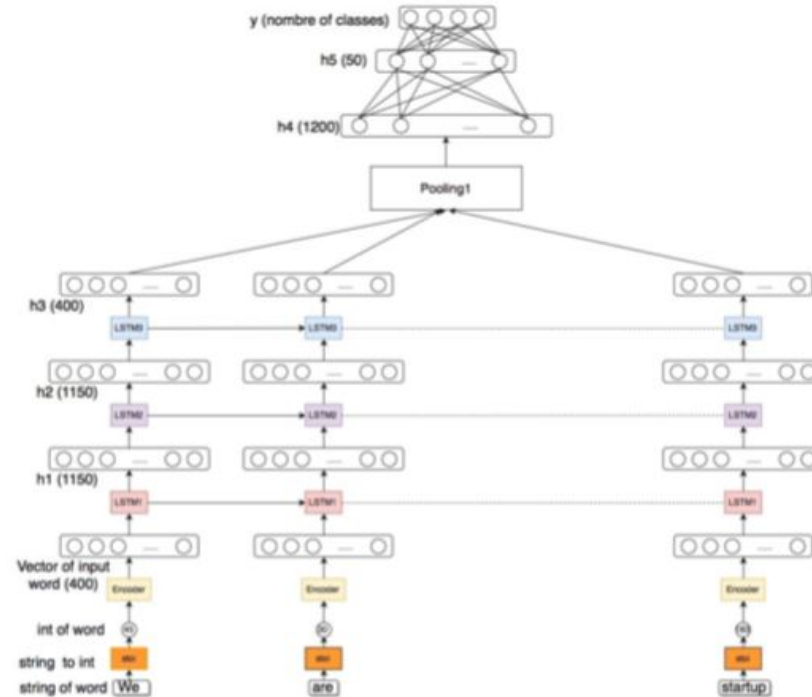 y (nombre of classes)
h5 (50)
....
h4 (1200)
....
Pooling1
.... .... ....
h3 (400)
LSTM3 LSTM3 LSTM3
.... .... ....
h2 (1150)
LSTM2 LSTM2 LSTM2
.... .... ....
h1 (1150)
LSTM1 LSTM1 LSTM1
.... .... ....
Vector of input
word (400)
Encoder Encoder Encoder
int of word
string to int
string of word We are startup